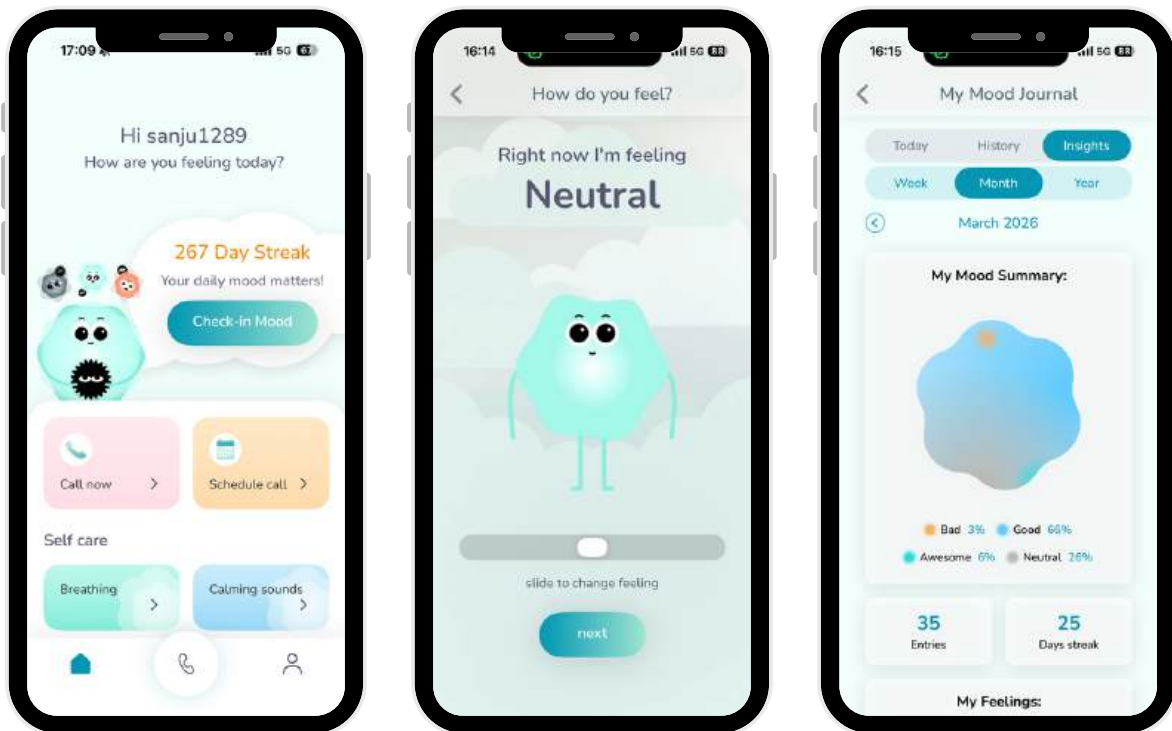 17:09
5G 61
Hi sanju1289
How are you feeling today?
267 Day Streak
Your daily mood matters!
Check-in Mood
Call now
Schedule call
Self care
Breathing
Calming sounds
16:14
5G 88
How do you feel?
Right now I'm feeling
Neutral
slide to change feeling
next
16:15
5G 88
My Mood Journal
Today History Insights
Week Month Year
March 2026
My Mood Summary:
Bad 3% Good 66%
Awesome 6% Neutral 26%
35 25
Entries Days streak
My Feelings: